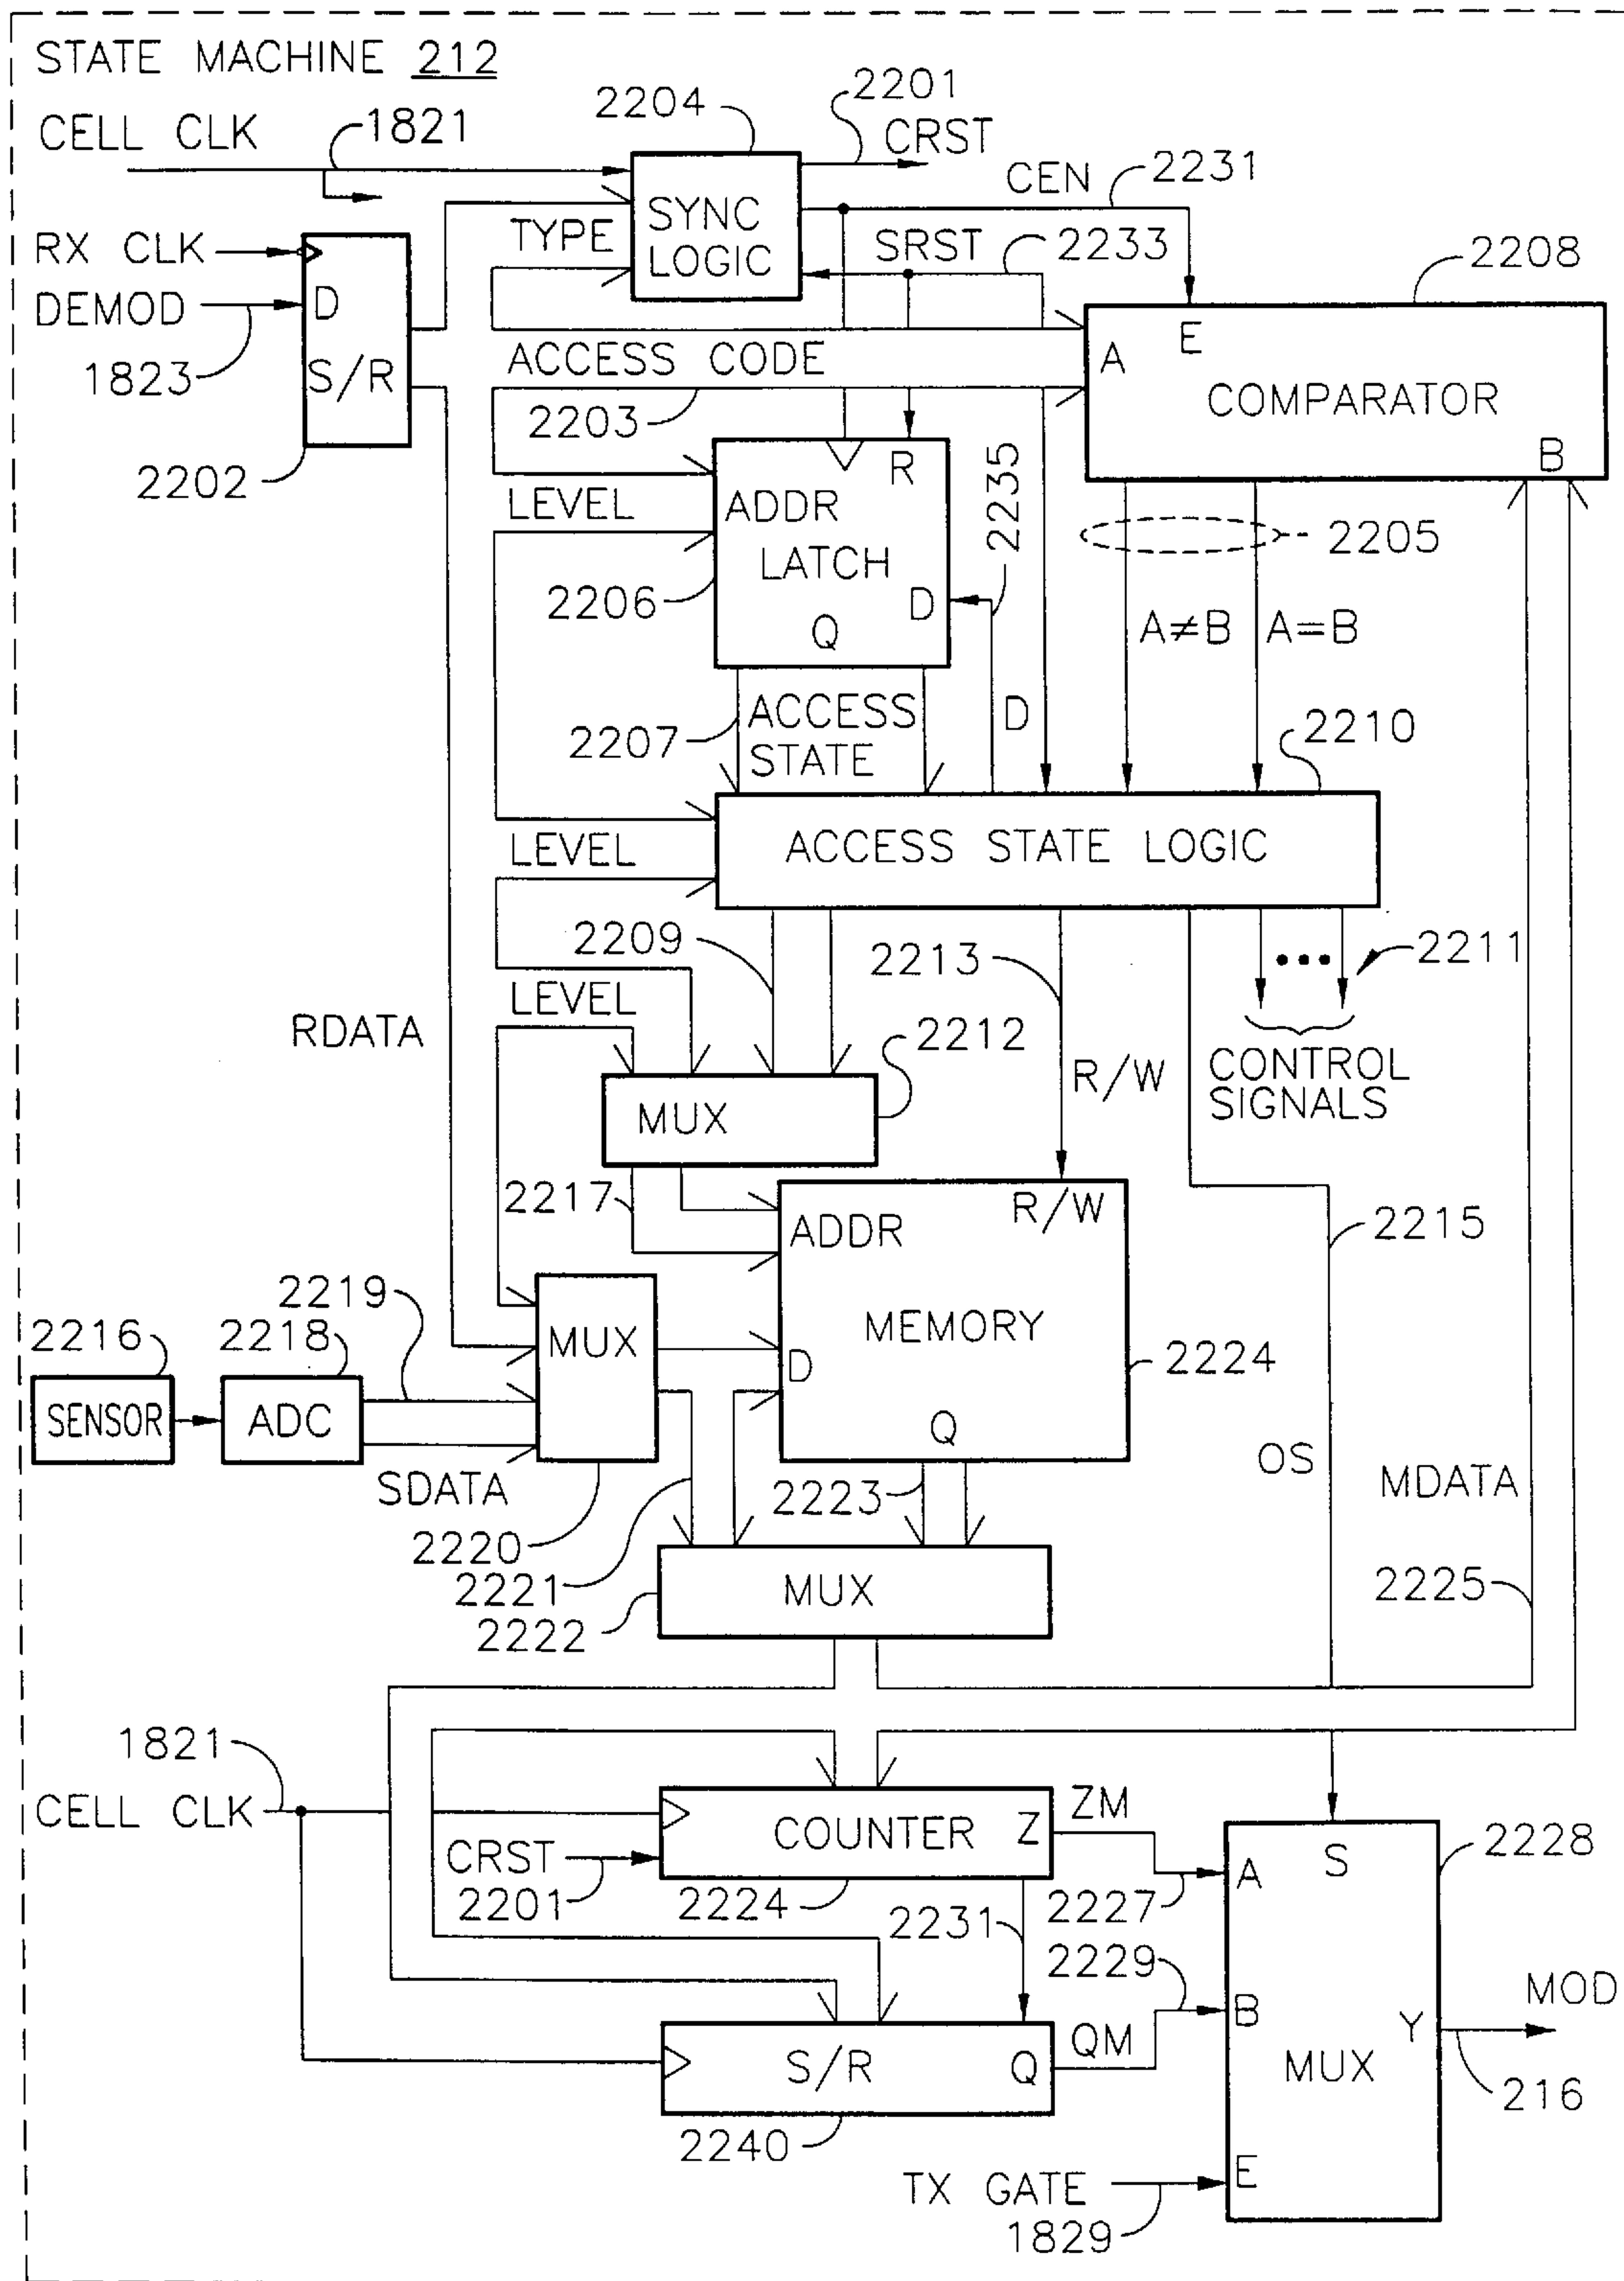 STATE MACHINE 212
CELL CLK
1821
2204
2201
CRST
CEN
2231
RX CLK
DEMOD
D
1823
S/R
2202
TYPE
SYNC
LOGIC
SRST
2233
2208
ACCESS CODE
2203
A
E
COMPARATOR
B
LEVEL
R
ADDR
LATCH
D
Q
2206
2235
2205
A≠B
A=B
2207
ACCESS
STATE
D
2210
LEVEL
ACCESS STATE LOGIC
2209
2213
2211
LEVEL
RDATA
2212
R/W
CONTROL
SIGNALS
MUX
2217
ADDR
R/W
2215
2219
2216
2218
MUX
MEMORY
D
2224
SENSOR
ADC
Q
OS
MDATA
SDATA
2223
2220
2221
2222
MUX
2225
1821
CELL CLK
COUNTER
Z
ZM
CRST
2201
2224
2231
2227
A
S
2228
2229
B
MOD
S/R
Q
QM
Y
MUX
216
2240
TX GATE
1829
E